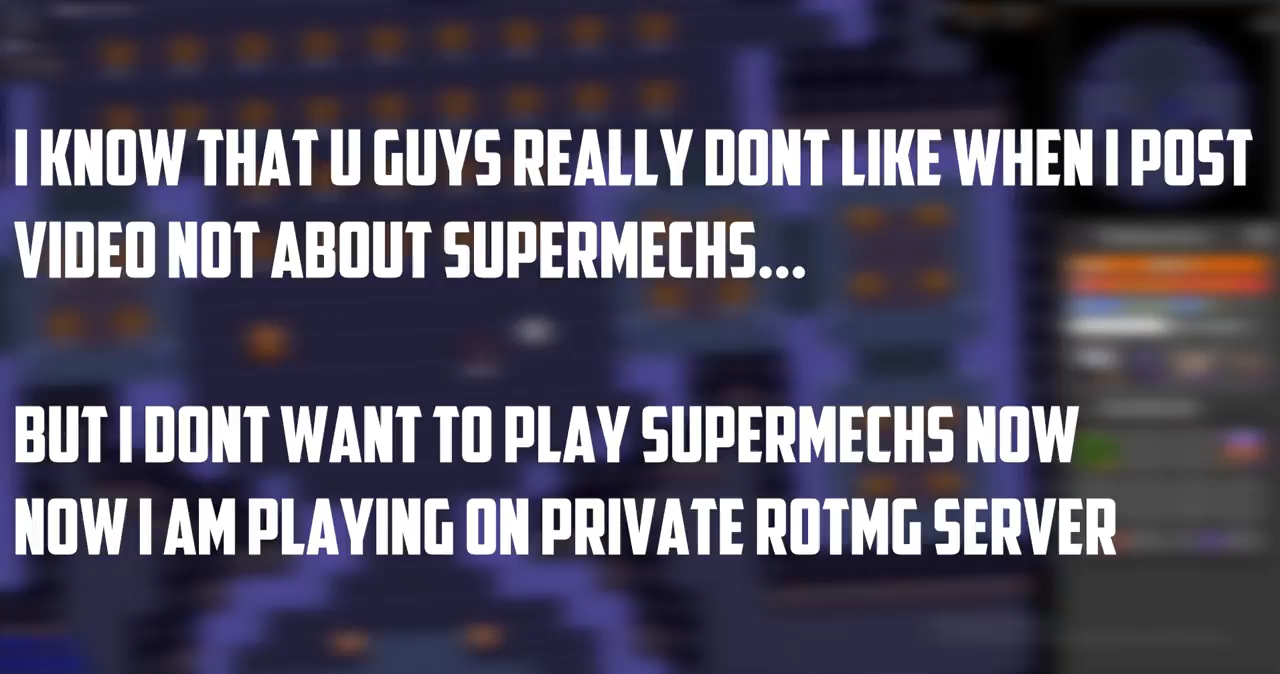 I KNOW THAT U GUYS REALLY DONT LIKE WHEN I POST
VIDEO NOT ABOUT SUPERMECHS...
BUT I DONT WANT TO PLAY SUPERMECHS NOW
NOW I AM PLAYING ON PRIVATE ROTMG SERVER